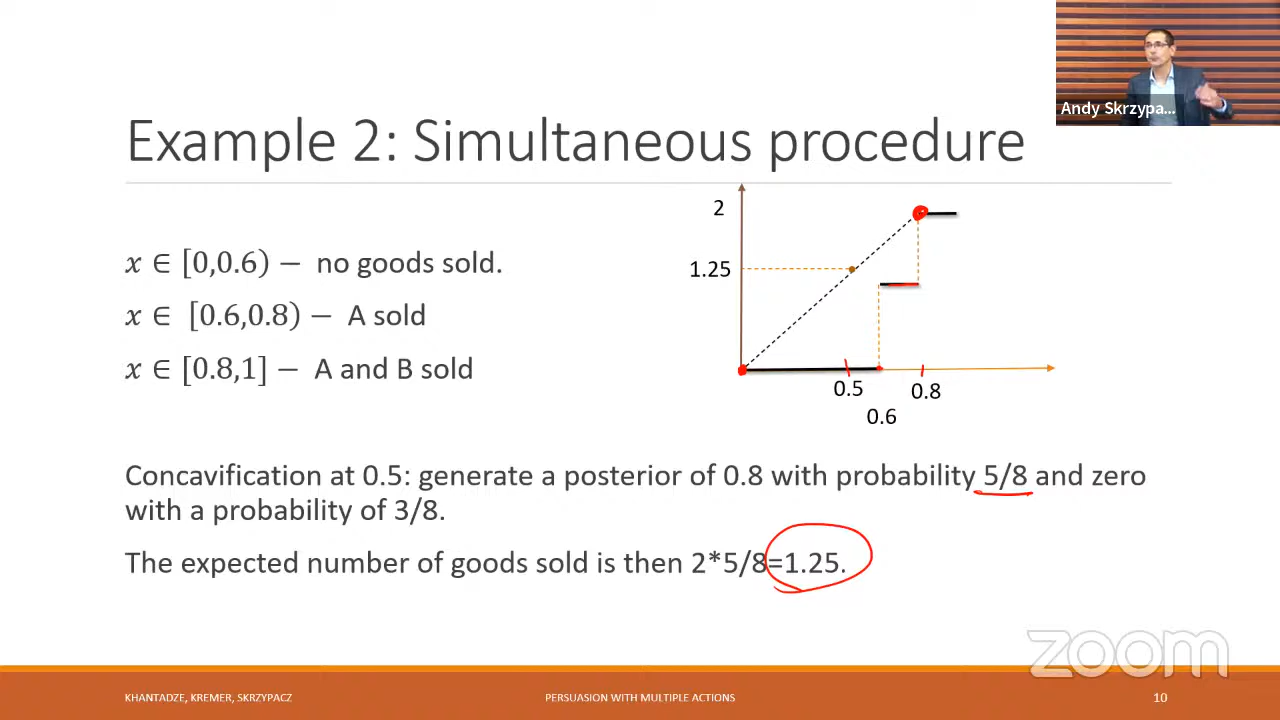 Andy Skrzypa...
Example 2: Simultaneous procedure
x ∈ [0,0.6) − no goods sold.
x ∈ [0.6,0.8) − A sold
x ∈ [0.8,1] − A and B sold
2
1.25
0.5
0.8
0.6
Concavification at 0.5: generate a posterior of 0.8 with probability 5/8 and zero
with a probability of 3/8.
The expected number of goods sold is then 2*5/8=1.25.
zoom
KHANTADZE, KREMER, SKRZYPACZ
PERSUASION WITH MULTIPLE ACTIONS
10